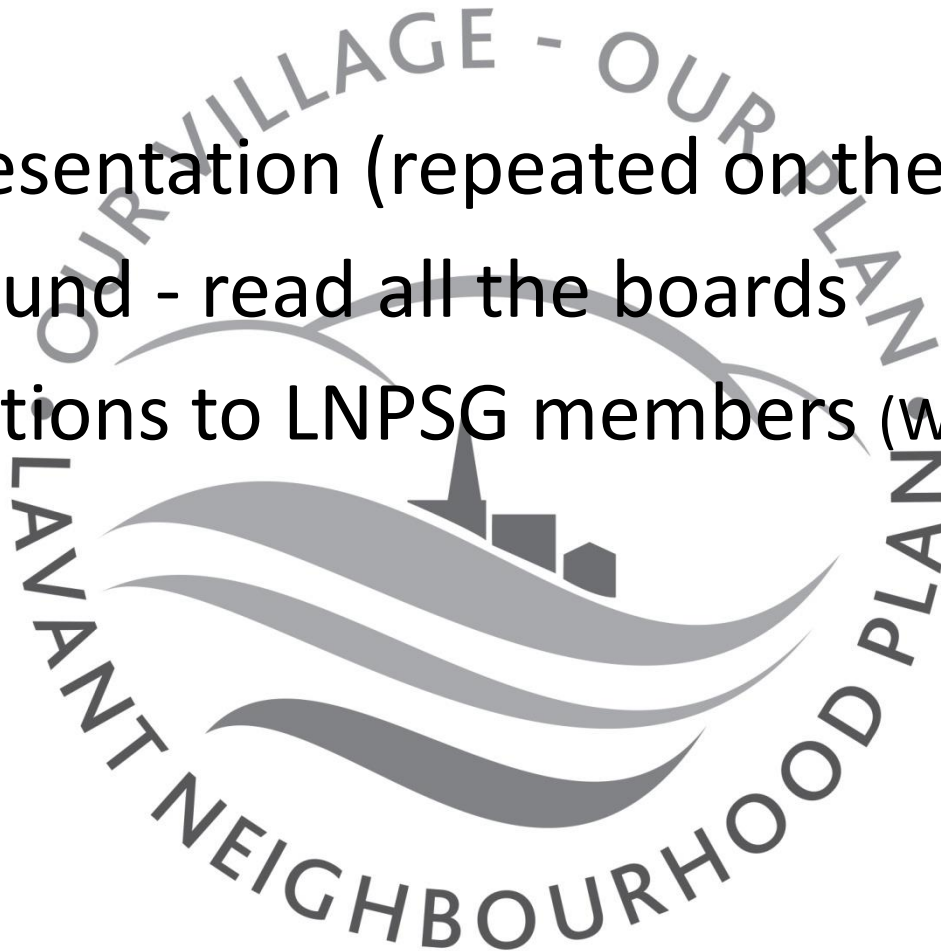 OUR VILLAGE - OUR PLAN
esentation (repeated on the
und - read all the boards
tions to LNPSG members (W
• LAVANT NEIGHBOURHOOD PLAN •